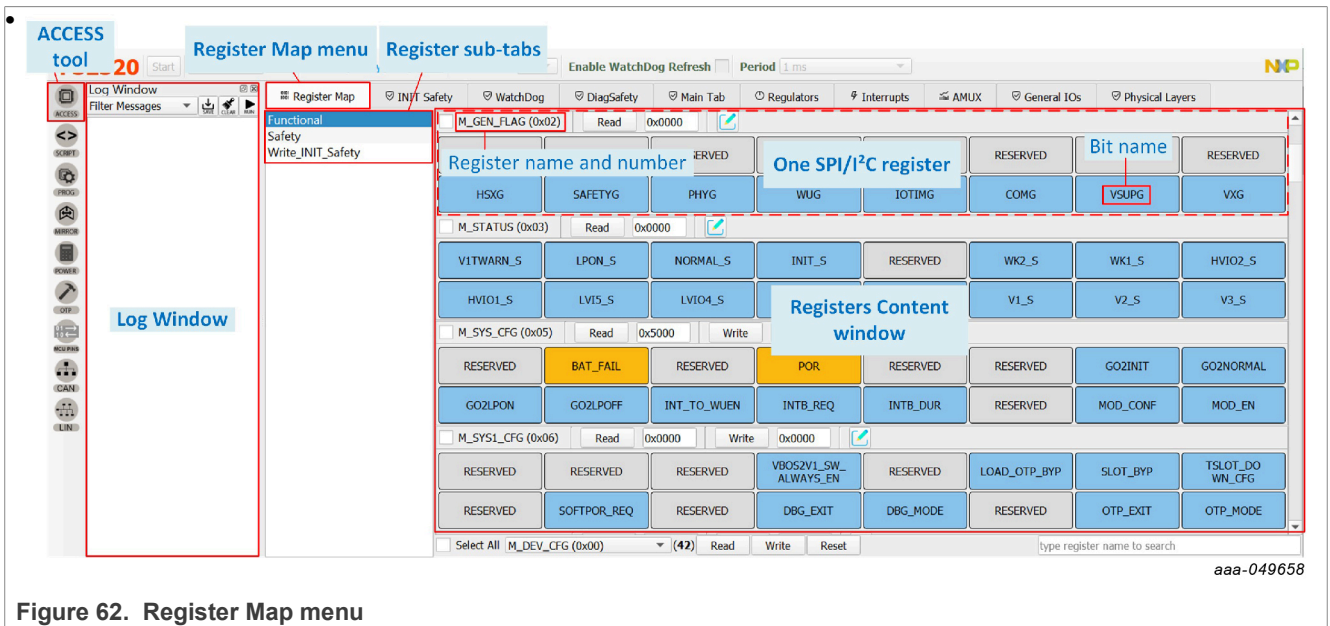 •
ACCESS
tool
Register Map menu
Register sub-tabs
20 Start Enable WatchDog Refresh Period 1 ms NXP
Log Window
Filter Messages SAVE CLEAR RUN
Register Map INIT Safety WatchDog DiagSafety Main Tab Regulators Interrupts AMUX General IOs Physical Layers
ACCESS
SCRIPT
PROG
MIRROR
POWER
OTP
MCU PINS
CAN
LIN
Log Window
Functional
Safety
Write_INIT_Safety
M_GEN_FLAG (0x02) Read 0x0000
Register name and number
One SPI/I²C register
RESERVED Bit name RESERVED
HSXG SAFETYG PHYG WUG IOTIMG COMG VSUPG VXG
M_STATUS (0x03) Read 0x0000
V1TWARN_S LPON_S NORMAL_S INIT_S RESERVED WK2_S WK1_S HVIO2_S
HVIO1_S LVI5_S LVIO4_S V1_S V2_S V3_S
Registers Content
window
M_SYS_CFG (0x05) Read 0x5000 Write
RESERVED BAT_FAIL RESERVED POR RESERVED RESERVED GO2INIT GO2NORMAL
GO2LPON GO2LPOFF INT_TO_WUEN INTB_REQ INTB_DUR RESERVED MOD_CONF MOD_EN
M_SYS1_CFG (0x06) Read 0x0000 Write 0x0000
RESERVED RESERVED RESERVED VBOS2V1_SW_ RESERVED LOAD_OTP_BYP SLOT_BYP TSLOT_DO
ALWAYS_EN WN_CFG
RESERVED SOFTPOR_REQ RESERVED DBG_EXIT DBG_MODE RESERVED OTP_EXIT OTP_MODE
Select All M_DEV_CFG (0x00) (42) Read Write Reset type register name to search
aaa-049658
Figure 62. Register Map menu